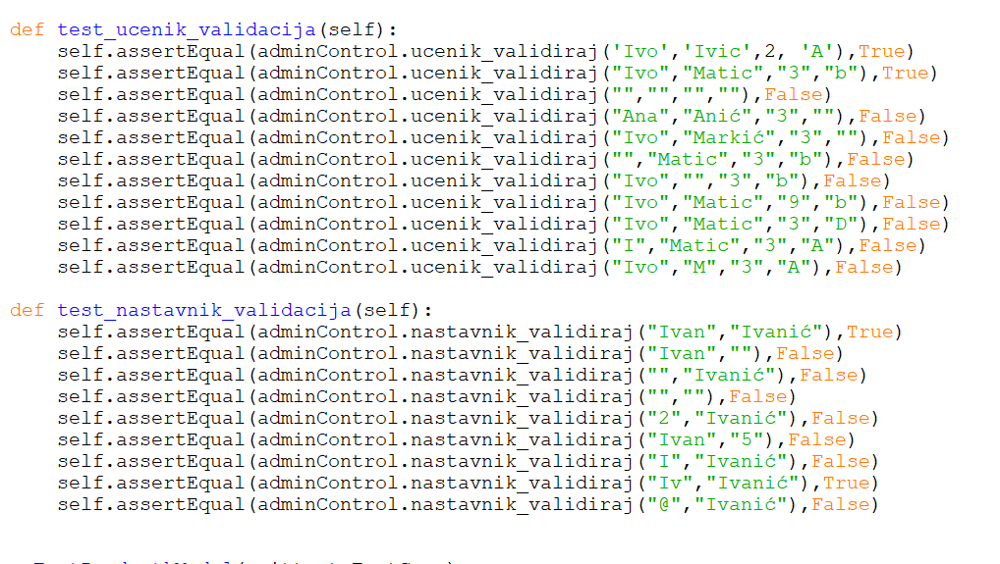 def test_ucenik_validacija(self):
    self.assertEqual(adminControl.ucenik_validiraj('Ivo','Ivic',2, 'A'),True)
    self.assertEqual(adminControl.ucenik_validiraj("Ivo","Matic","3","b"),True)
    self.assertEqual(adminControl.ucenik_validiraj("","","",""),False)
    self.assertEqual(adminControl.ucenik_validiraj("Ana","Anić","3",""),False)
    self.assertEqual(adminControl.ucenik_validiraj("Ivo","Markić","3",""),False)
    self.assertEqual(adminControl.ucenik_validiraj("","Matic","3","b"),False)
    self.assertEqual(adminControl.ucenik_validiraj("Ivo","","3","b"),False)
    self.assertEqual(adminControl.ucenik_validiraj("Ivo","Matic","9","b"),False)
    self.assertEqual(adminControl.ucenik_validiraj("Ivo","Matic","3","D"),False)
    self.assertEqual(adminControl.ucenik_validiraj("I","Matic","3","A"),False)
    self.assertEqual(adminControl.ucenik_validiraj("Ivo","M","3","A"),False)
def test_nastavnik_validacija(self):
    self.assertEqual(adminControl.nastavnik_validiraj("Ivan","Ivanić"),True)
    self.assertEqual(adminControl.nastavnik_validiraj("Ivan",""),False)
    self.assertEqual(adminControl.nastavnik_validiraj("","Ivanić"),False)
    self.assertEqual(adminControl.nastavnik_validiraj("",""),False)
    self.assertEqual(adminControl.nastavnik_validiraj("2","Ivanić"),False)
    self.assertEqual(adminControl.nastavnik_validiraj("Ivan","5"),False)
    self.assertEqual(adminControl.nastavnik_validiraj("I","Ivanić"),False)
    self.assertEqual(adminControl.nastavnik_validiraj("Iv","Ivanić"),True)
    self.assertEqual(adminControl.nastavnik_validiraj("@","Ivanić"),False)